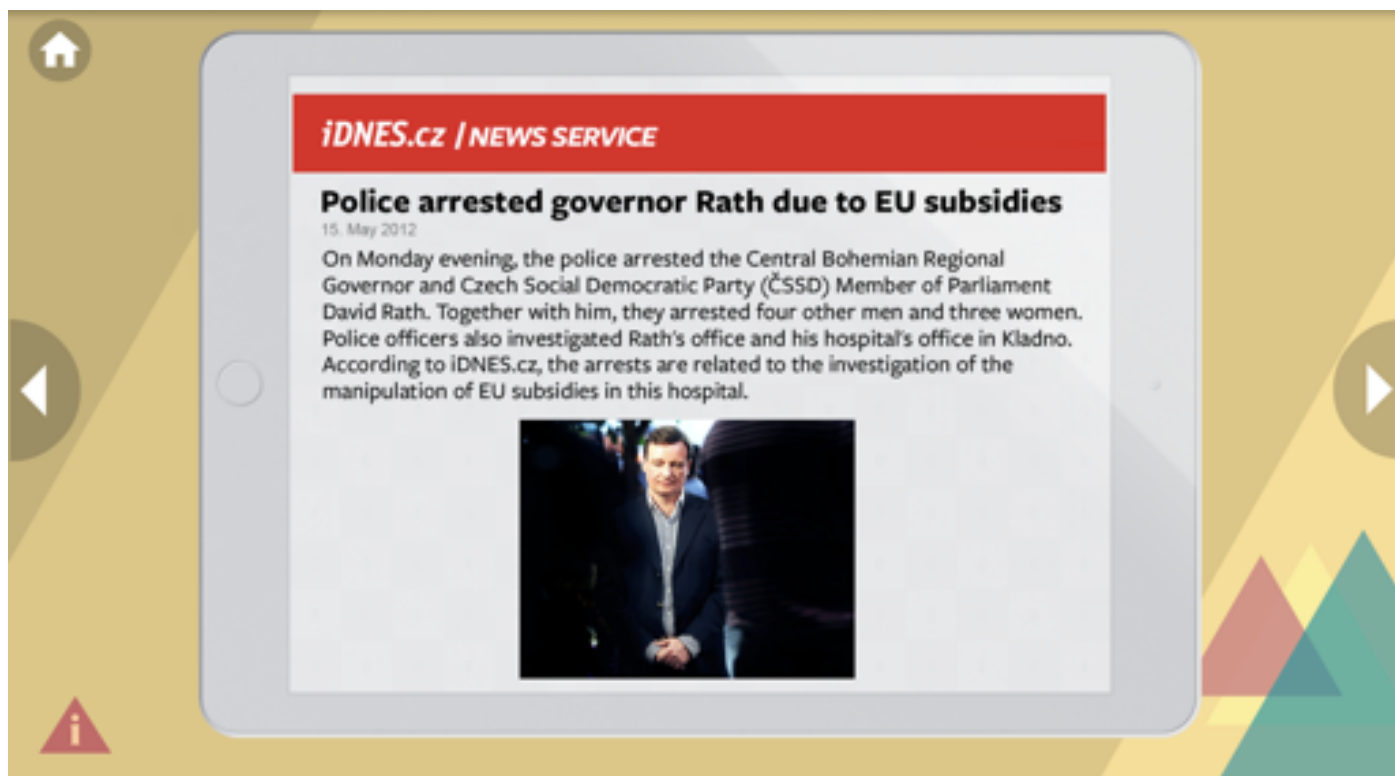 iDNES.cz / NEWS SERVICE
Police arrested governor Rath due to EU subsidies
15. May 2012
On Monday evening, the police arrested the Central Bohemian Regional
Governor and Czech Social Democratic Party (ČSSD) Member of Parliament
David Rath. Together with him, they arrested four other men and three women.
Police officers also investigated Rath's office and his hospital's office in Kladno.
According to iDNES.cz, the arrests are related to the investigation of the
manipulation of EU subsidies in this hospital.
i